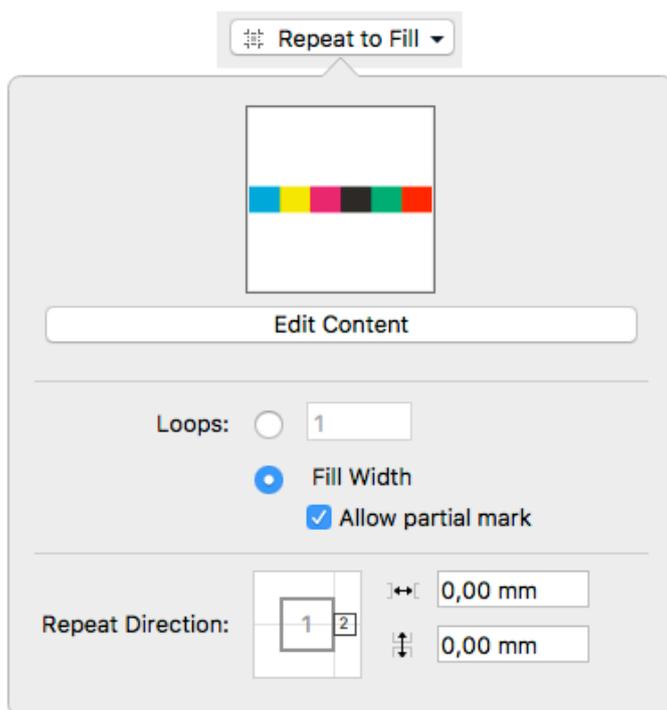 Repeat to Fill
Edit Content
Loops:
1
Fill Width
Allow partial mark
Repeat Direction:
1
2
0,00 mm
0,00 mm